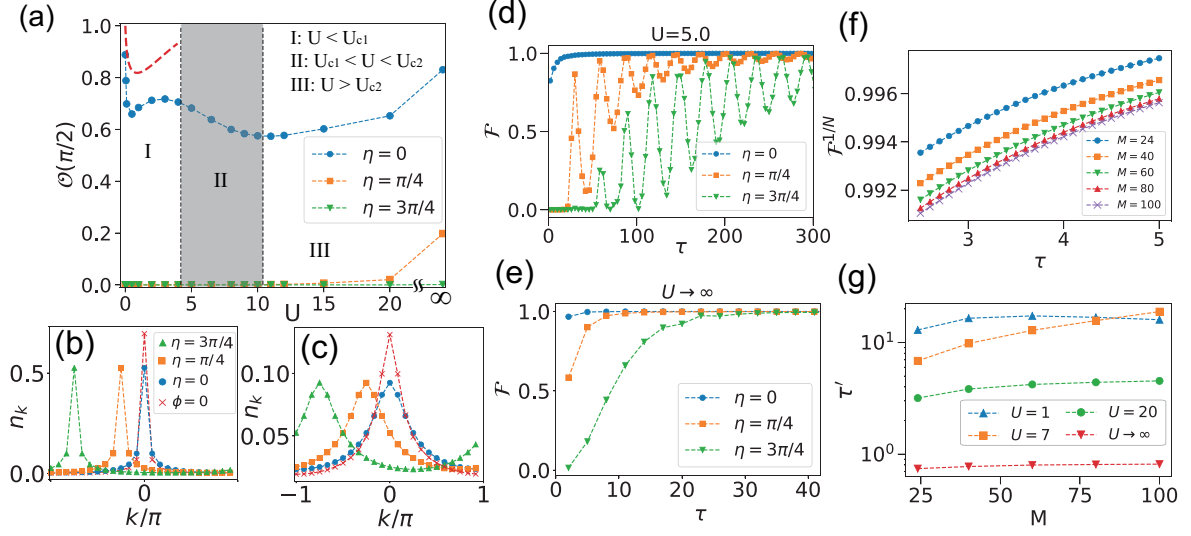 (a)
1.0
0.8
0.6
0.4
0.2
0.0
O(π/2)
I: U < Uc1
II: Uc1 < U < Uc2
III: U > Uc2
I
II
III
η = 0
η = π/4
η = 3π/4
0
5
10
15
20
∞
U
(b)
η = 3π/4
η = π/4
η = 0
ϕ = 0
0.5
0.0
nk
0
k/π
(c)
0.10
0.05
nk
−1
0
1
k/π
(d)
U=5.0
1.0
0.5
0.0
F
η = 0
η = π/4
η = 3π/4
0
100
200
300
τ
(e)
U → ∞
1.0
0.5
0.0
F
η = 0
η = π/4
η = 3π/4
0
10
20
30
40
τ
(f)
0.996
0.994
0.992
F1/N
M = 24
M = 40
M = 60
M = 80
M = 100
3
4
5
τ
(g)
10¹
10⁰
τ′
U = 1
U = 7
U = 20
U → ∞
25
50
75
100
M